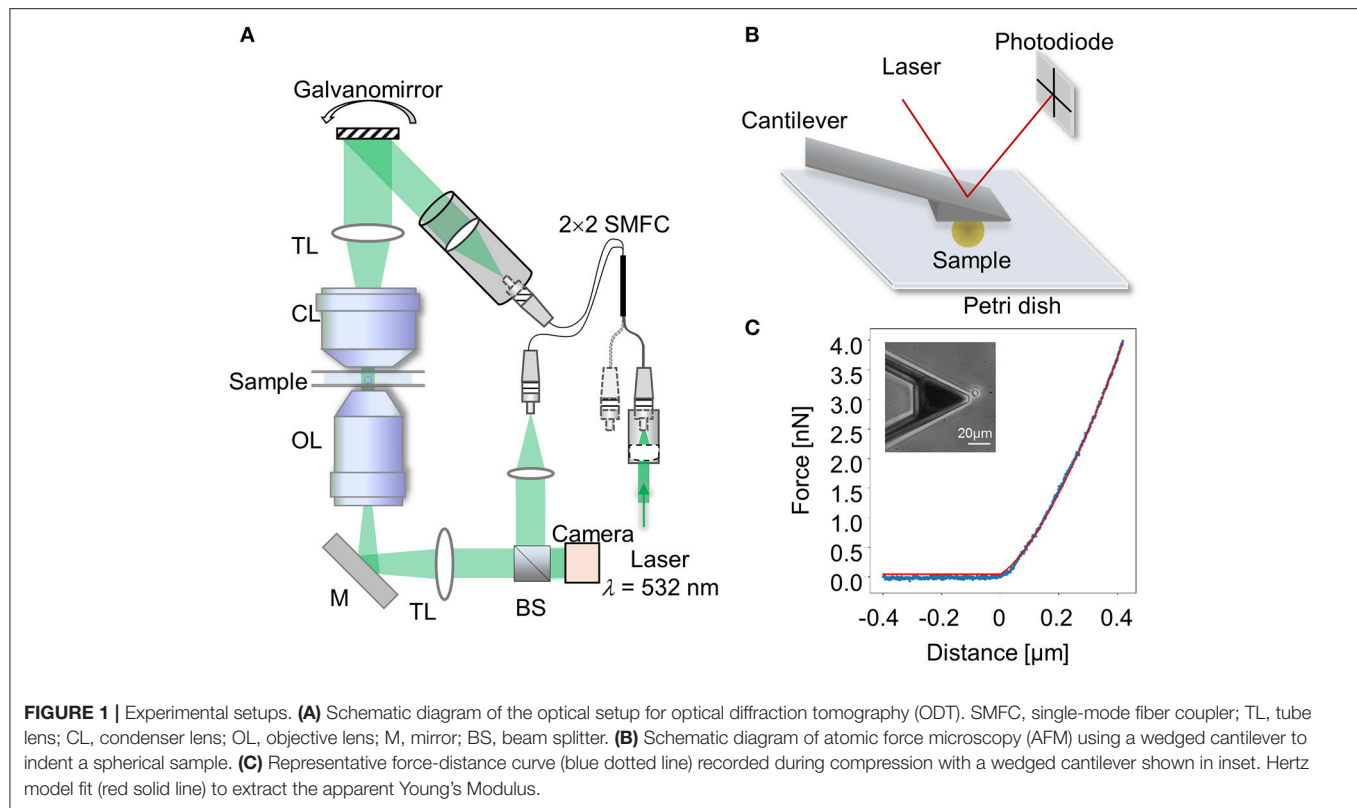 A
Galvanomirror
TL
2×2 SMFC
CL
Sample
OL
Camera
Laser
λ = 532 nm
M
TL
BS
B
Photodiode
Laser
Cantilever
Sample
Petri dish
C
4.0
3.5
3.0
2.5
2.0
1.5
1.0
0.5
0.0
Force [nN]
20μm
-0.4
-0.2
0
0.2
0.4
Distance [μm]
FIGURE 1 | Experimental setups. (A) Schematic diagram of the optical setup for optical diffraction tomography (ODT). SMFC, single-mode fiber coupler; TL, tube
lens; CL, condenser lens; OL, objective lens; M, mirror; BS, beam splitter. (B) Schematic diagram of atomic force microscopy (AFM) using a wedged cantilever to
indent a spherical sample. (C) Representative force-distance curve (blue dotted line) recorded during compression with a wedged cantilever shown in inset. Hertz
model fit (red solid line) to extract the apparent Young's Modulus.